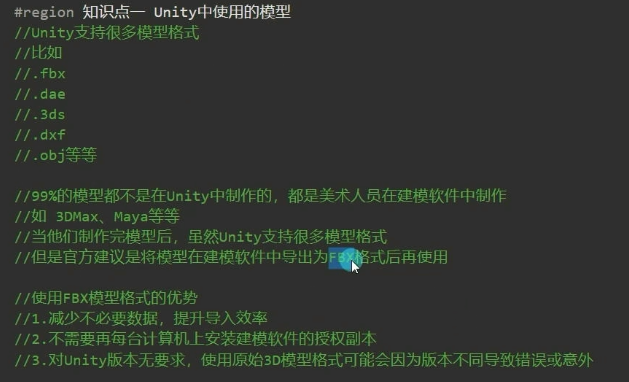 #region 知识点一 Unity中使用的模型
//Unity支持很多模型格式
//比如
//.fbx
//.dae
//.3ds
//.dxf
//.obj等等
//99%的模型都不是在Unity中制作的，都是美术人员在建模软件中制作
//如 3DMax、Maya等等
//当他们制作完模型后，虽然Unity支持很多模型格式
//但是官方建议是将模型在建模软件中导出为FBX格式后再使用
//使用FBX模型格式的优势
//1.减少不必要数据，提升导入效率
//2.不需要再每台计算机上安装建模软件的授权副本
//3.对Unity版本无要求，使用原始3D模型格式可能会因为版本不同导致错误或意外